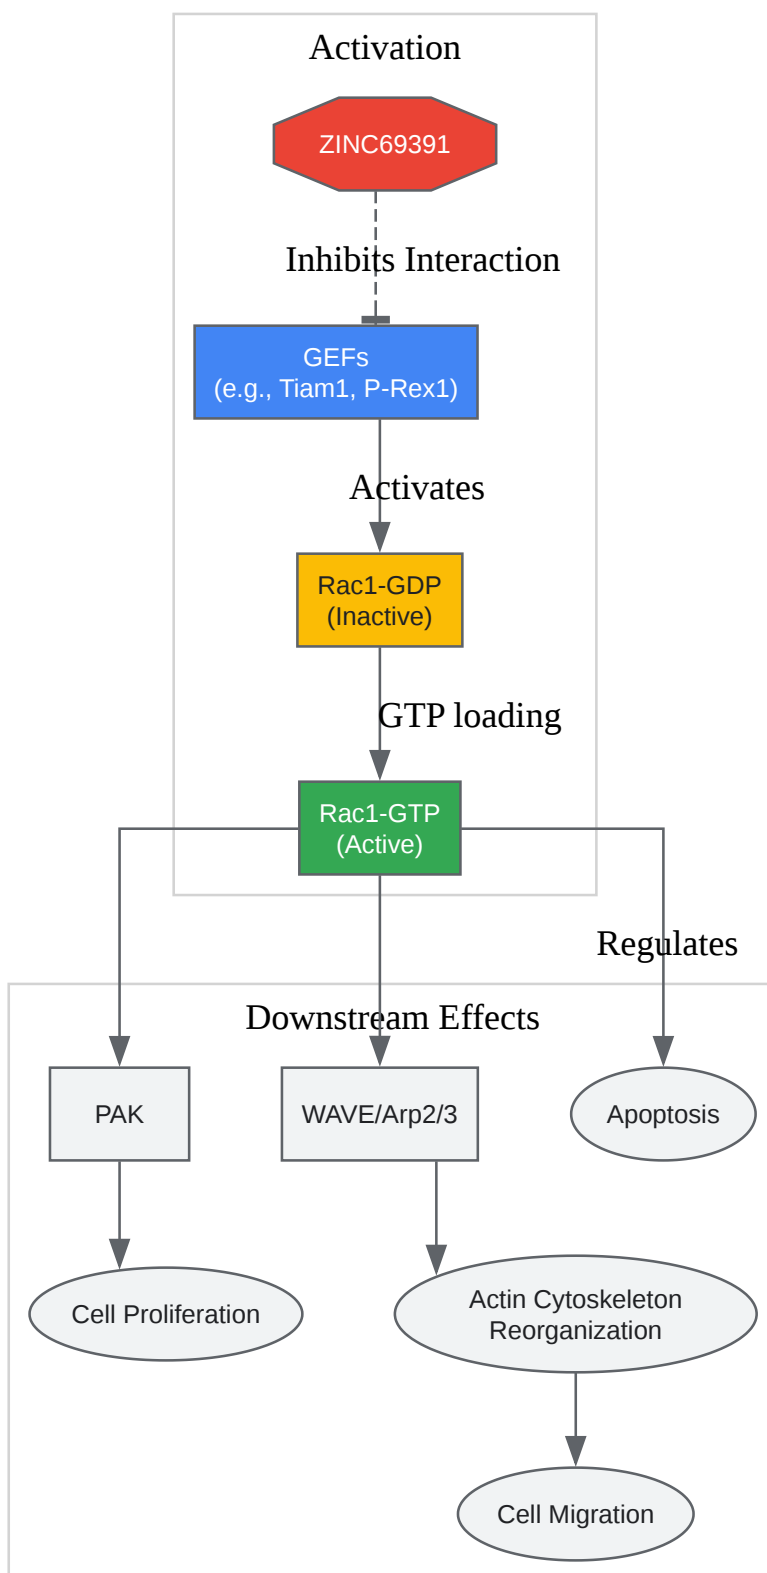 Activation
ZINC69391
Inhibits Interaction
GEFs
(e.g., Tiam1, P-Rex1)
Activates
Rac1-GDP
(Inactive)
GTP loading
Rac1-GTP
(Active)
Regulates
Downstream Effects
PAK
WAVE/Arp2/3
Apoptosis
Cell Proliferation
Actin Cytoskeleton
Reorganization
Cell Migration